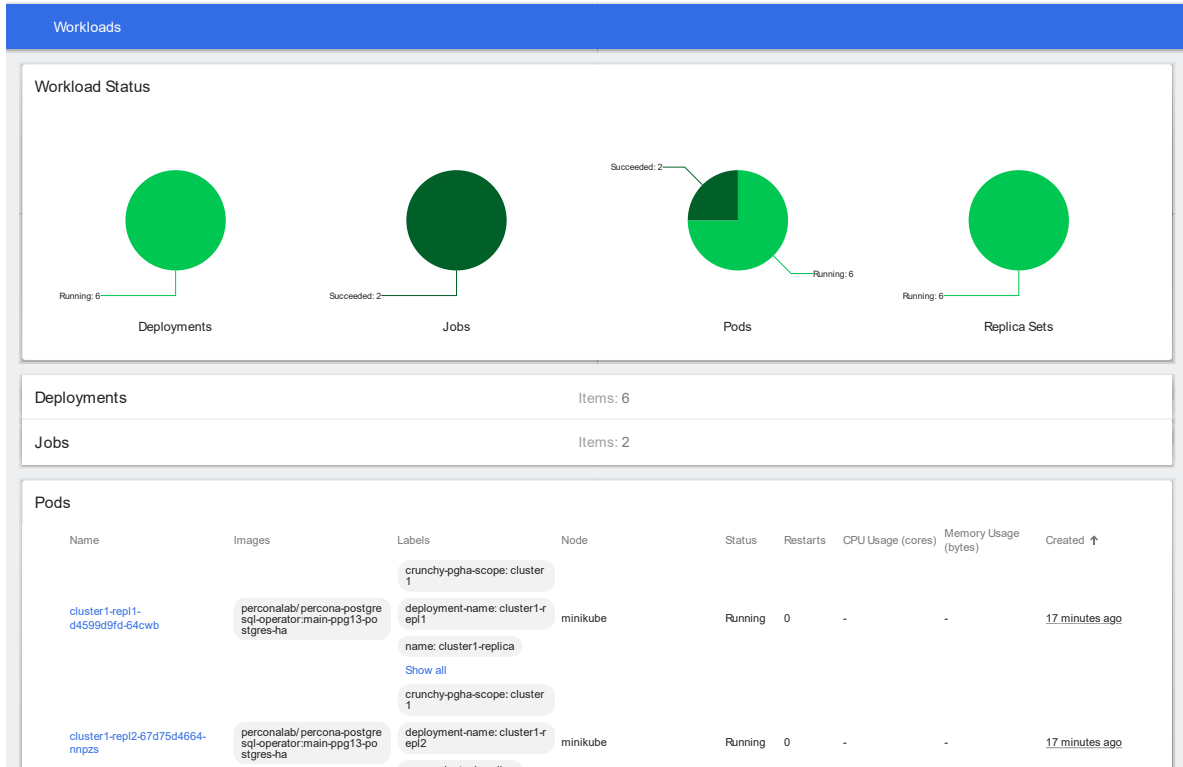 Workloads
Workload Status
Succeeded: 2
Running: 6
Running: 6
Succeeded: 2
Running: 6
Deployments
Jobs
Pods
Replica Sets
Deployments Items: 6
Jobs Items: 2
Pods
Name Images Labels Node Status Restarts CPU Usage (cores) Memory Usage (bytes) Created ↑
crunchy-pgha-scope: cluster
1
cluster1-repl1-
d4599d9fd-64cwb
perconalab/percona-postgre
sql-operator:main-ppg13-po
stgres-ha
deployment-name: cluster1-r
epl1
minikube Running 0 - - 17 minutes ago
name: cluster1-replica
Show all
crunchy-pgha-scope: cluster
1
cluster1-repl2-67d75d4664-
nnpzs
perconalab/percona-postgre
sql-operator:main-ppg13-po
stgres-ha
deployment-name: cluster1-r
epl2
minikube Running 0 - - 17 minutes ago